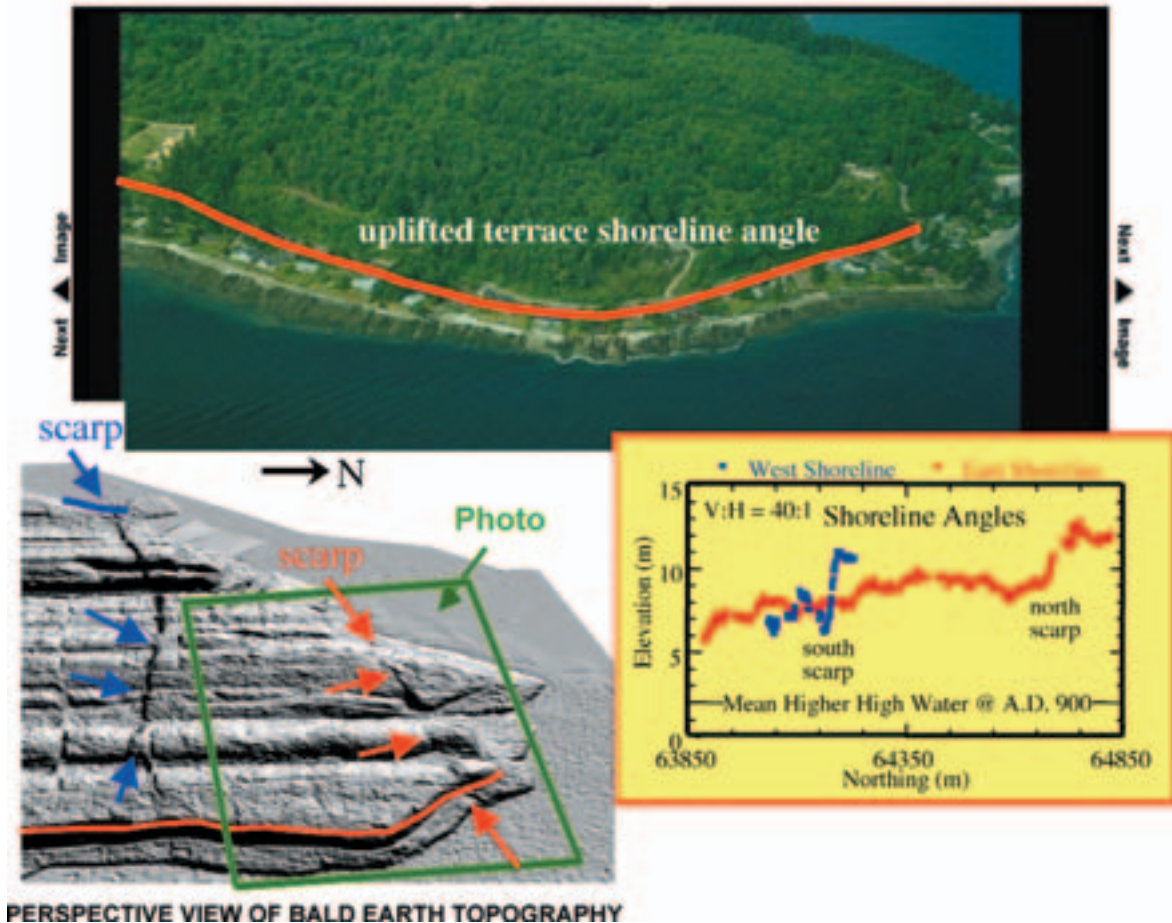 uplifted terrace shoreline angle
Next ▲ Image
Next ▲ Image
scarp
N
Photo
scarp
West Shoreline
East Shoreline
V:H = 40:1 Shoreline Angles
Elevation (m)
15
10
5
0
south
scarp
north
scarp
Mean Higher High Water @ A.D. 900
63850
64350
64850
Northing (m)
PERSPECTIVE VIEW OF BALD EARTH TOPOGRAPHY